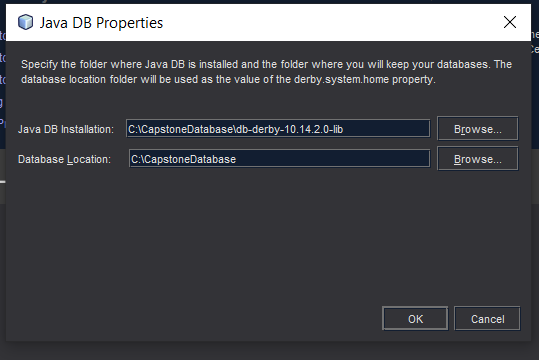 Java DB Properties
Specify the folder where Java DB is installed and the folder where you will keep your databases. The
database location folder will be used as the value of the derby.system.home property.
Java DB Installation: C:\CapstoneDatabase\db-derby-10.14.2.0-lib Browse...
Database Location: C:\CapstoneDatabase Browse...
OK Cancel